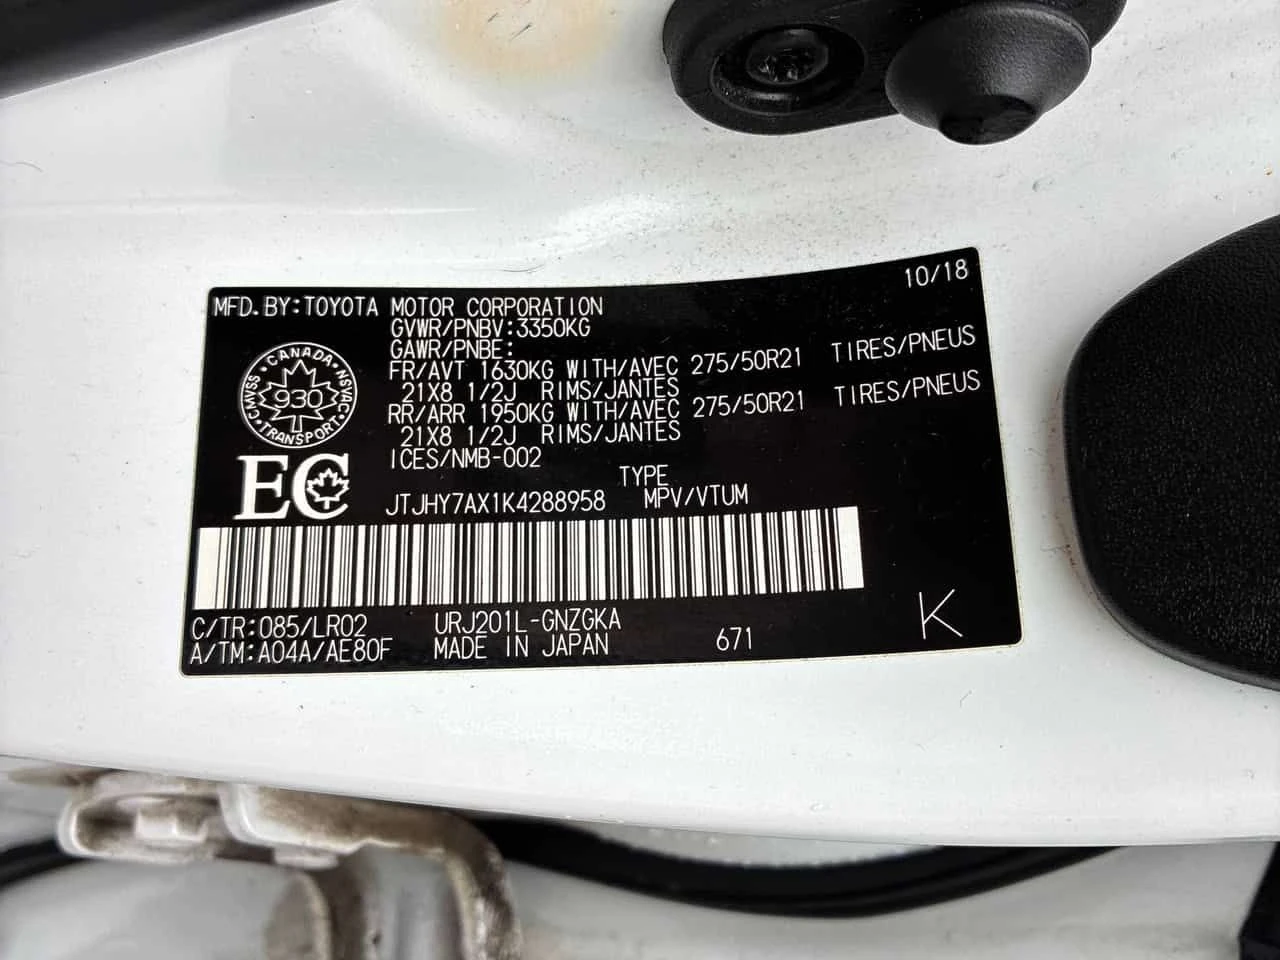 10/18
MFD. BY: TOYOTA MOTOR CORPORATION
GVWR/PNBV: 3350KG
GAWR/PNBE:
FR/AVT 1630KG WITH/AVEC 275/50R21 TIRES/PNEUS
21X8 1/2J RIMS/JANTES
RR/ARR 1950KG WITH/AVEC 275/50R21 TIRES/PNEUS
21X8 1/2J RIMS/JANTES
ICES/NMB-002
CANADA
CMVSS 930 NSVAC
TRANSPORT
EC
TYPE
JTJHY7AX1K4288958 MPV/VTUM
C/TR: 085/LR02 URJ201L-GNZGKA
A/TM: A04A/AE80F MADE IN JAPAN 671
K